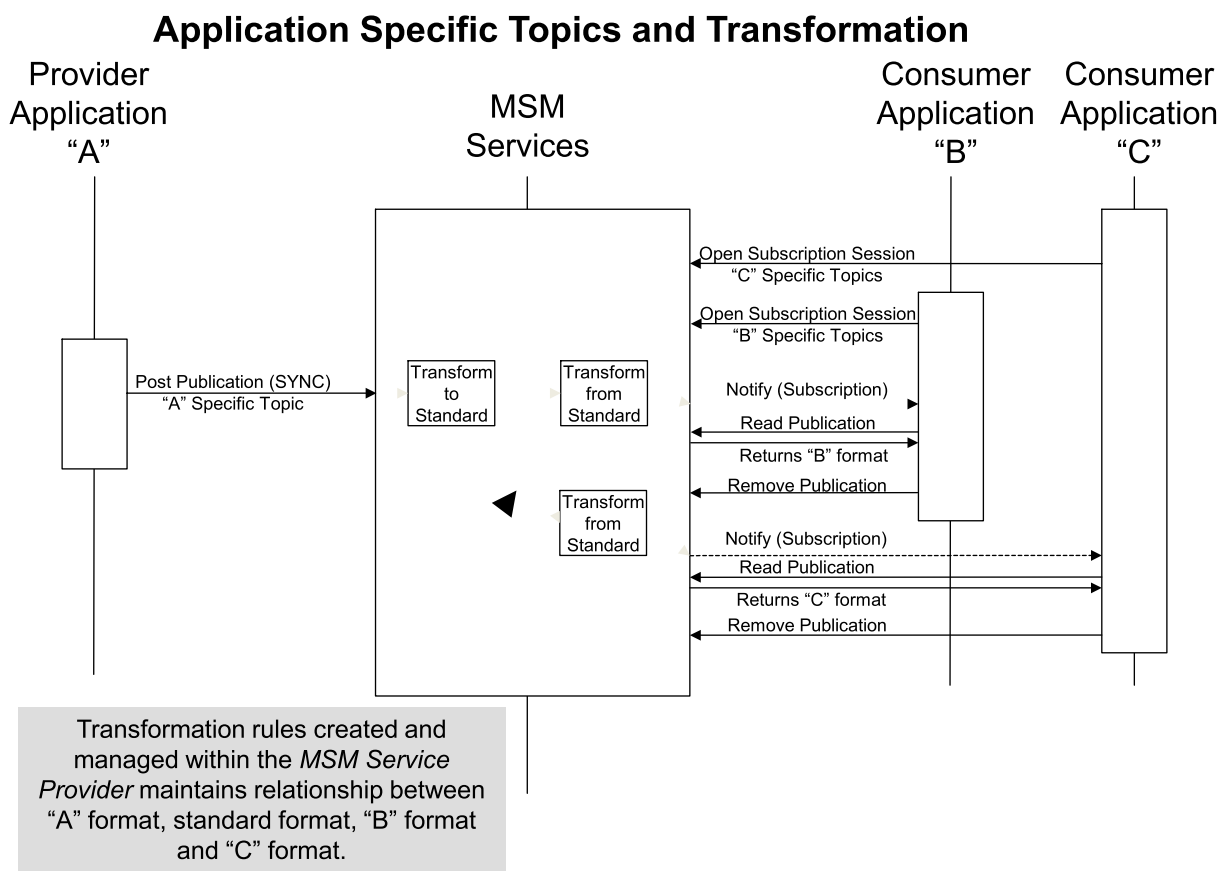 Application Specific Topics and Transformation
Provider
Application
“A”
MSM
Services
Consumer
Application
“B”
Consumer
Application
“C”
Open Subscription Session
“C” Specific Topics
Open Subscription Session
“B” Specific Topics
Post Publication (SYNC)
“A” Specific Topic
Transform
to
Standard
Transform
from
Standard
Notify (Subscription)
Read Publication
Returns “B” format
Remove Publication
Transform
from
Standard
Notify (Subscription)
Read Publication
Returns “C” format
Remove Publication
Transformation rules created and
managed within the MSM Service
Provider maintains relationship between
“A” format, standard format, “B” format
and “C” format.